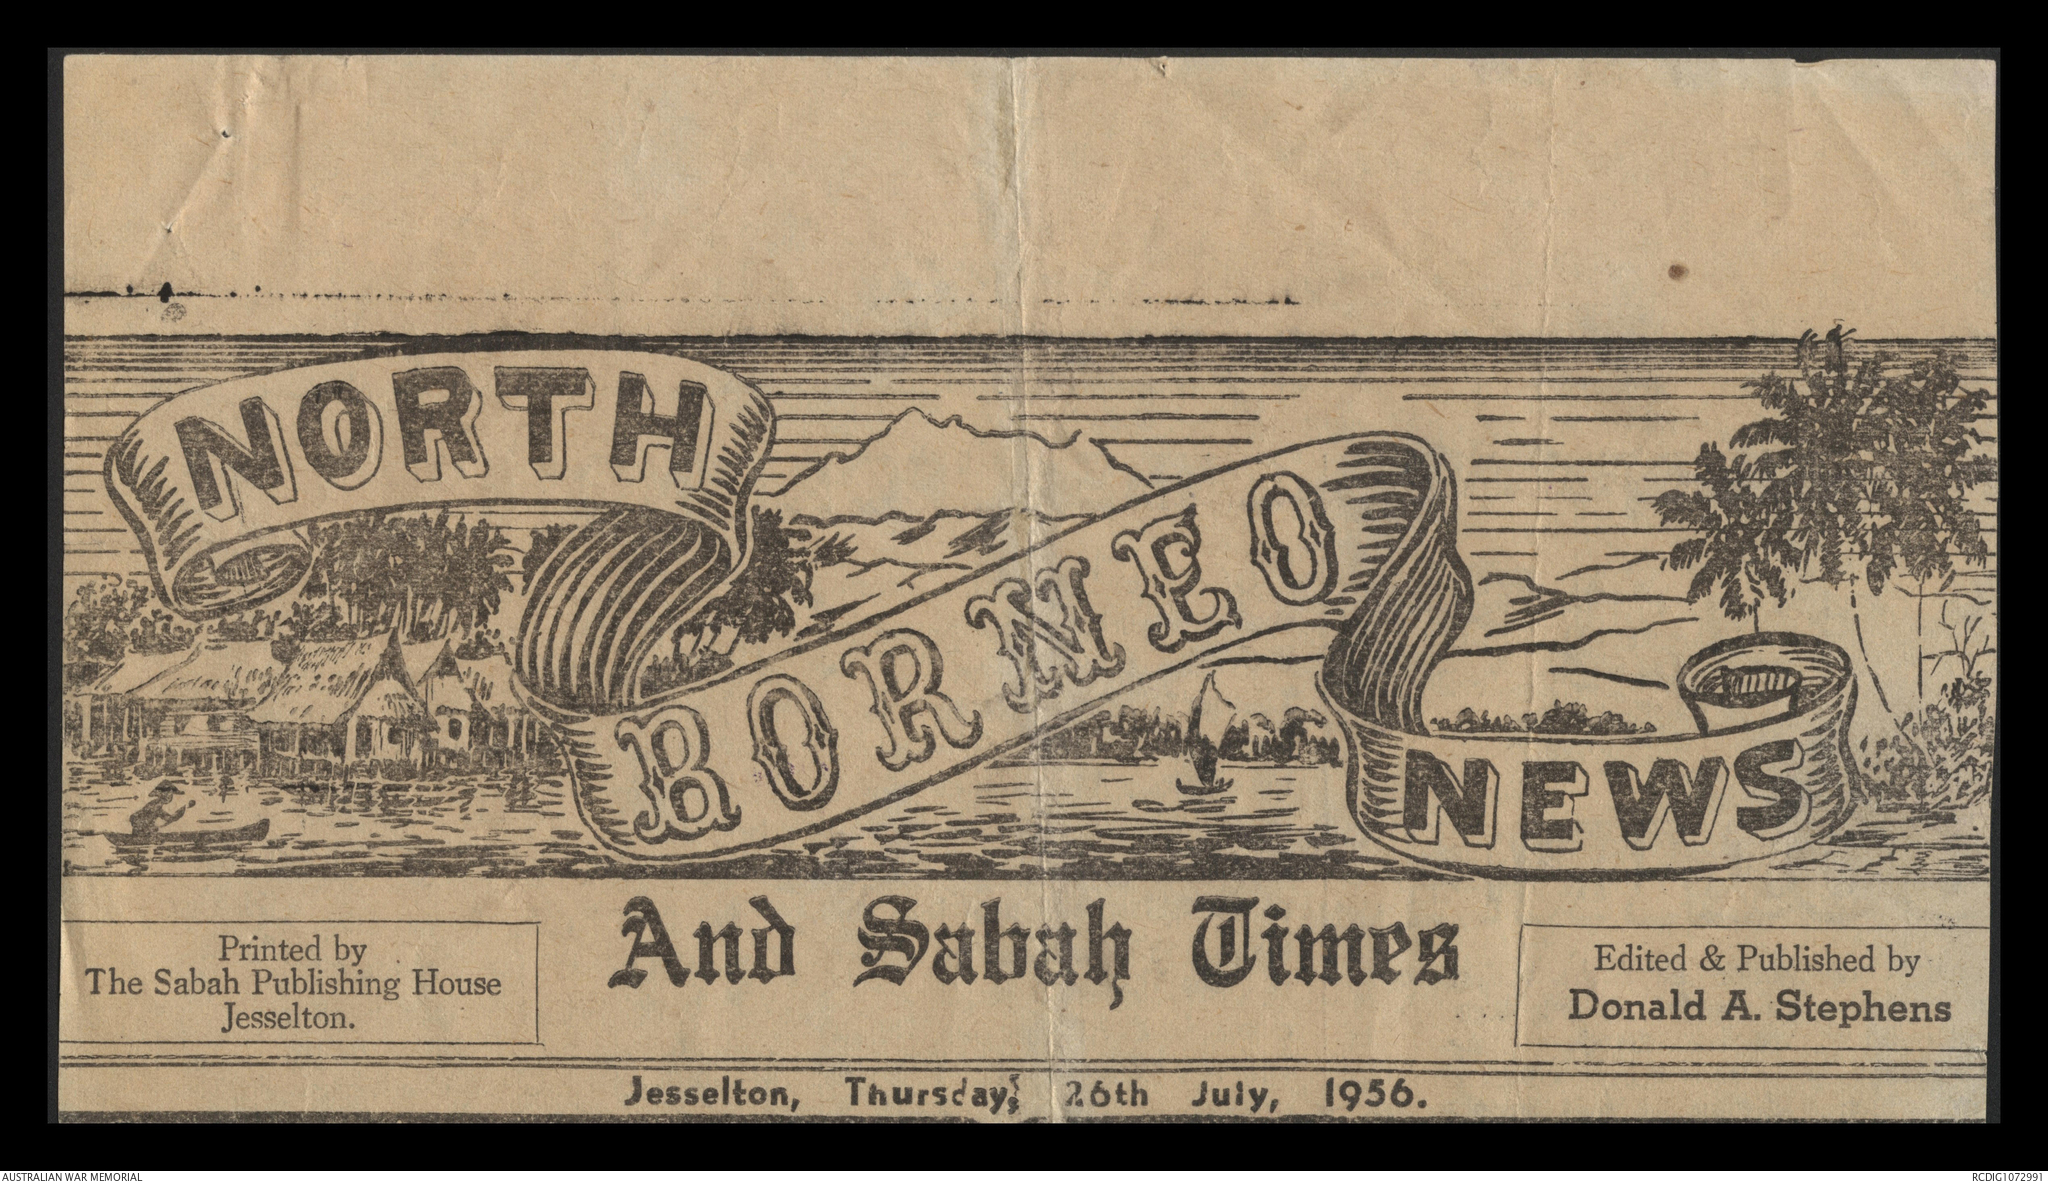 NORTH
BORNEO
NEWS
And Sabah Times
Printed by
The Sabah Publishing House
Jesselton.
Edited & Published by
Donald A. Stephens
Jesselton, Thursday, 26th July, 1956.
AUSTRALIAN WAR MEMORIAL
RCDIG1072991